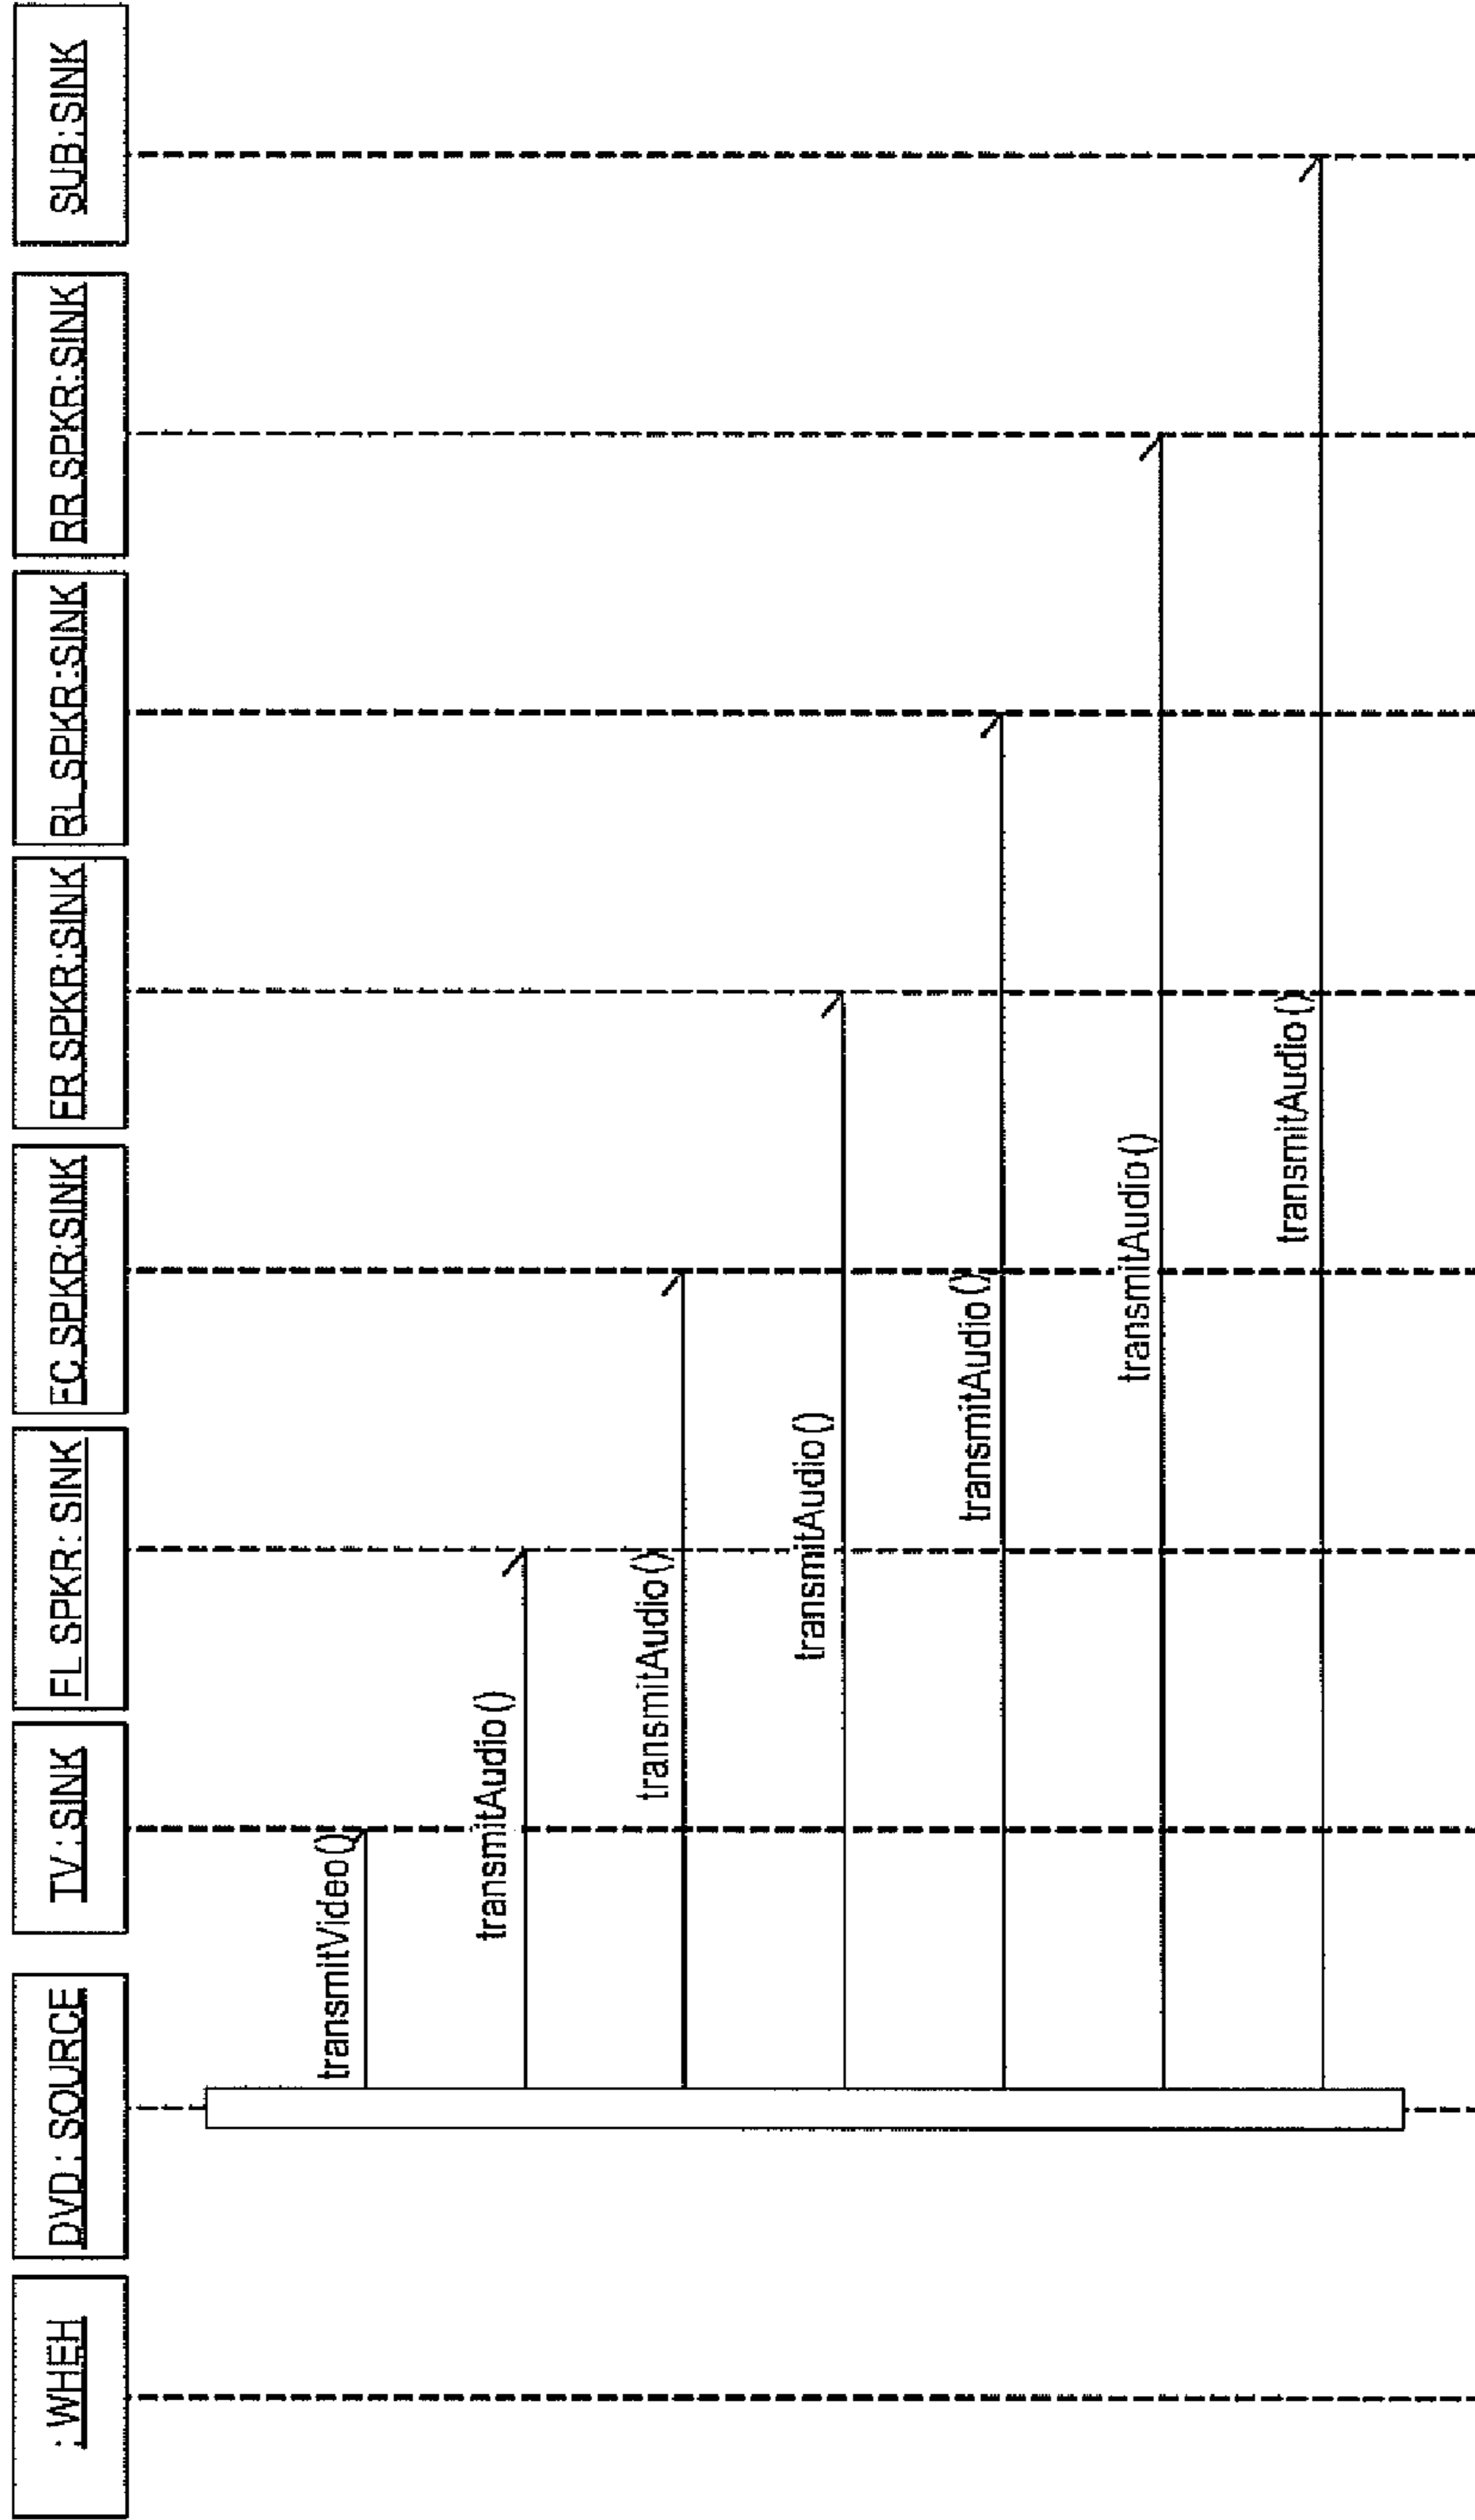 : WHEH
DVD : SOURCE
TV : SINK
FL SPKR : SINK
FC SPKR:SINK
FR SPKR:SINK
RL SPKR:SINK
RR SPKR:SINK
SUB:SINK
transmitVideo()
transmitAudio()
transmitAudio()
transmitAudio()
transmitAudio()
transmitAudio()
transmitAudio()